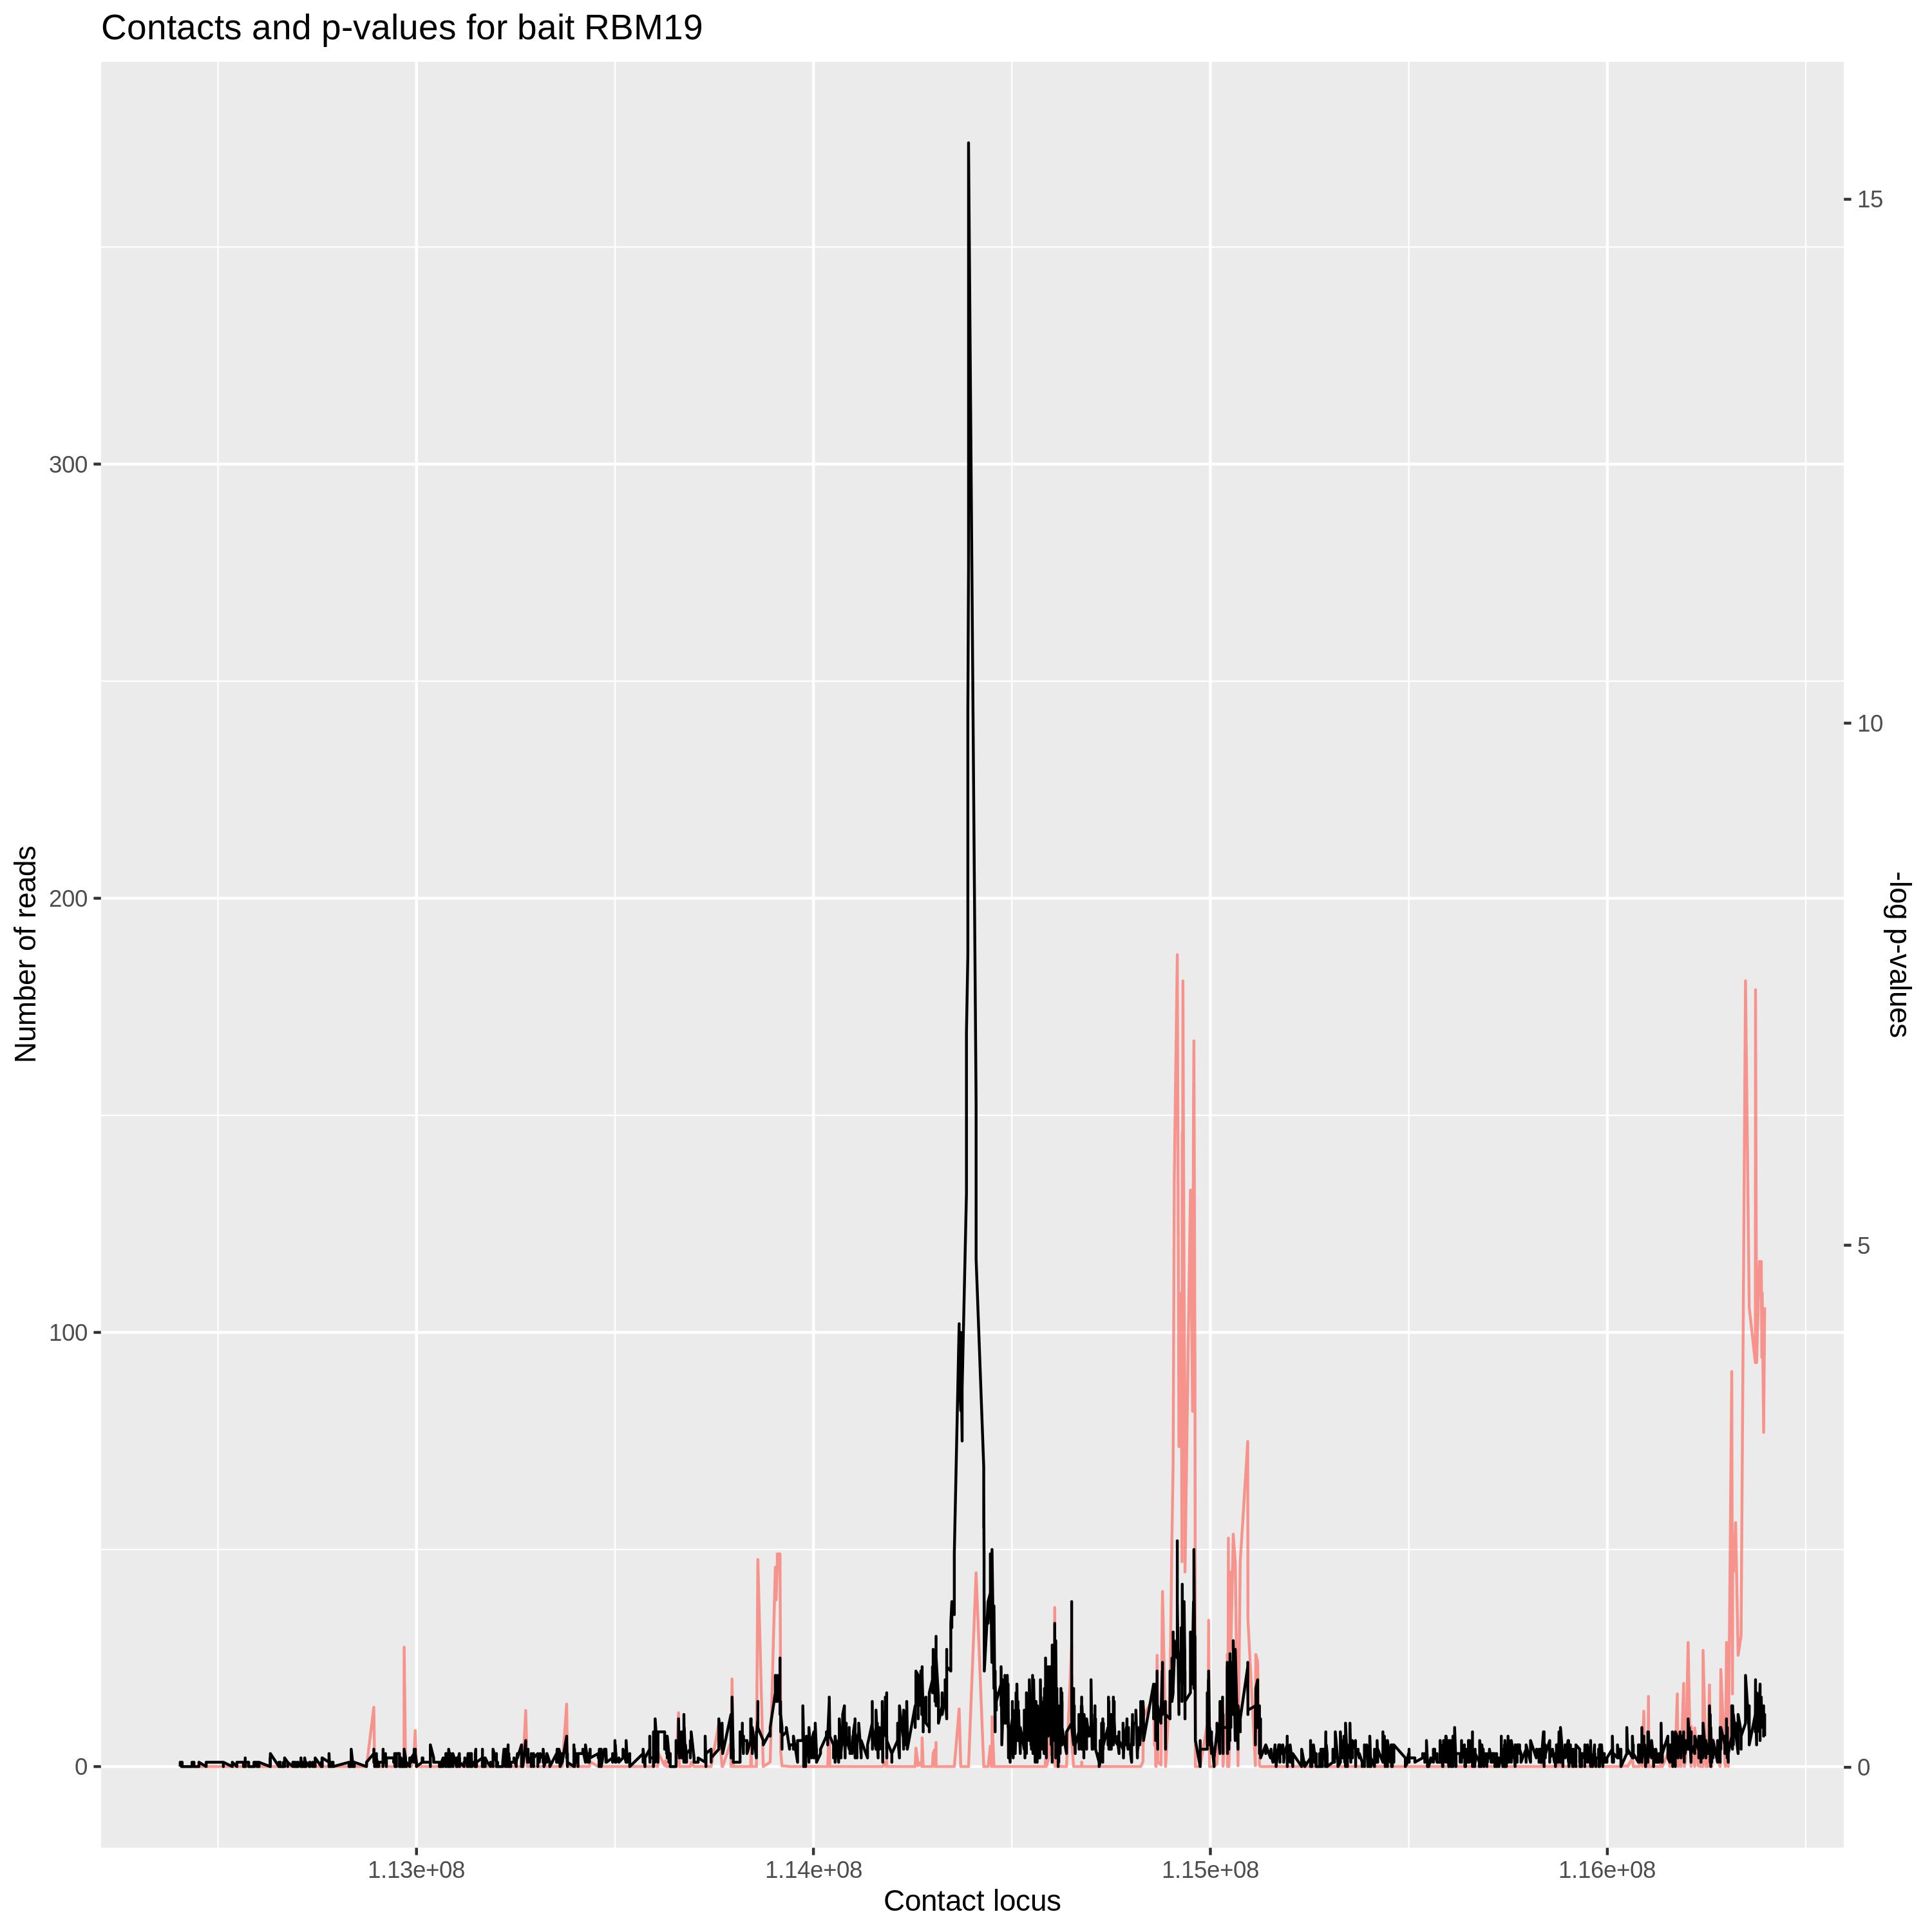 Contacts and p-values for bait RBM19
Number of reads
300
200
100
0
15
10
5
0
-log p-values
1.13e+08
1.14e+08
1.15e+08
1.16e+08
Contact locus